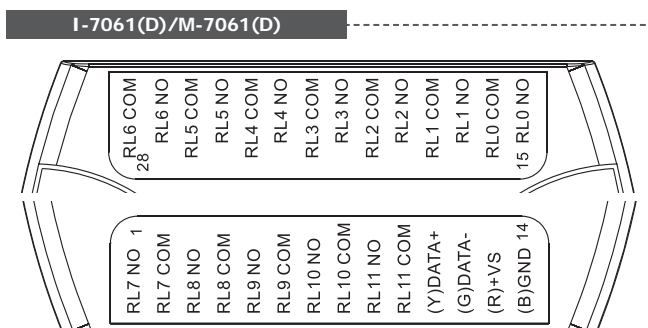 I-7061(D)/M-7061(D)
RL6 COM 28
RL6 NO
RL5 COM
RL5 NO
RL4 COM
RL4 NO
RL3 COM
RL3 NO
RL2 COM
RL2 NO
RL1 COM
RL1 NO
RL0 COM
15 RL0 NO
RL7 NO 1
RL7 COM
RL8 NO
RL8 COM
RL9 NO
RL9 COM
RL10 NO
RL10 COM
RL11 NO
RL11 COM
(Y)DATA+
(G)DATA-
(R)+VS
(B)GND 14